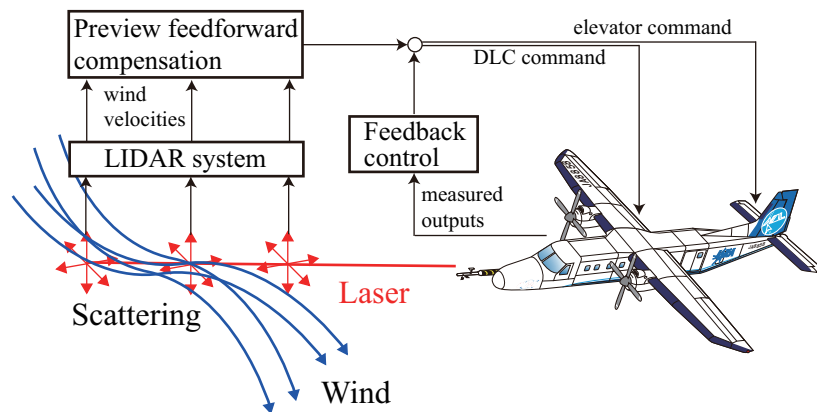 Preview feedforward
compensation
elevator command
DLC command
wind
velocities
LIDAR system
Feedback
control
measured
outputs
Laser
Scattering
Wind